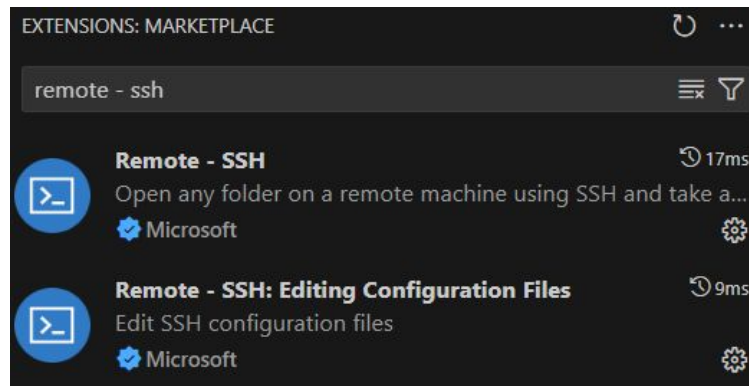 EXTENSIONS: MARKETPLACE
remote - ssh
Remote - SSH 17ms
Open any folder on a remote machine using SSH and take a...
Microsoft
Remote - SSH: Editing Configuration Files 9ms
Edit SSH configuration files
Microsoft